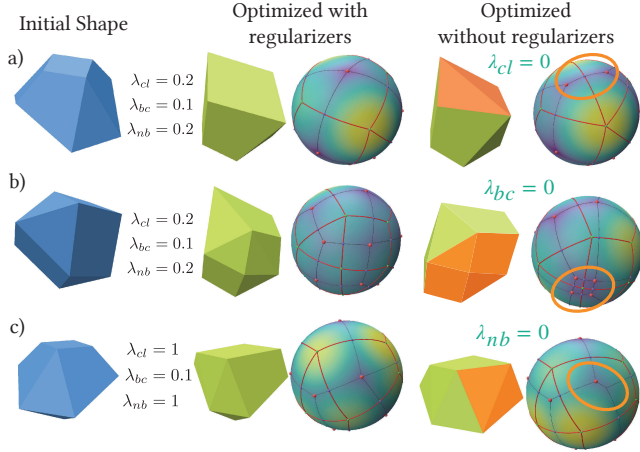 Initial Shape
Optimized with
regularizers
Optimized
without regularizers
a)
λ_cl = 0.2
λ_bc = 0.1
λ_nb = 0.2
λ_cl = 0
b)
λ_cl = 0.2
λ_bc = 0.1
λ_nb = 0.2
λ_bc = 0
c)
λ_cl = 1
λ_bc = 0.1
λ_nb = 1
λ_nb = 0